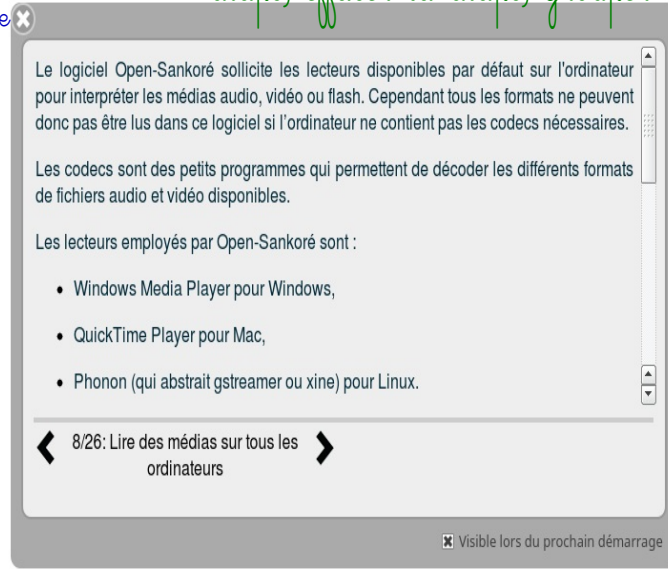 Le logiciel Open-Sankoré sollicite les lecteurs disponibles par défaut sur l'ordinateur
pour interpréter les médias audio, vidéo ou flash. Cependant tous les formats ne peuvent
donc pas être lus dans ce logiciel si l'ordinateur ne contient pas les codecs nécessaires.
Les codecs sont des petits programmes qui permettent de décoder les différents formats
de fichiers audio et vidéo disponibles.
Les lecteurs employés par Open-Sankoré sont :
• Windows Media Player pour Windows,
• QuickTime Player pour Mac,
• Phonon (qui abstrait gstreamer ou xine) pour Linux.
8/26: Lire des médias sur tous les
ordinateurs
Visible lors du prochain démarrage